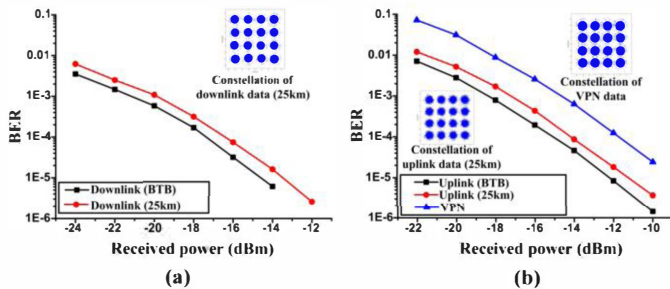 0.1
0.01
1E-3
1E-4
1E-5
1E-6
BER
Constellation of
downlink data (25km)
Downlink (BTB)
Downlink (25km)
-24 -22 -20 -18 -16 -14 -12
Received power (dBm)
(a)
0.1
0.01
1E-3
1E-4
1E-5
1E-6
BER
Constellation of
VPN data
Constellation of
uplink data (25km)
Uplink (BTB)
Uplink (25km)
VPN
-22 -20 -18 -16 -14 -12 -10
Received power (dBm)
(b)